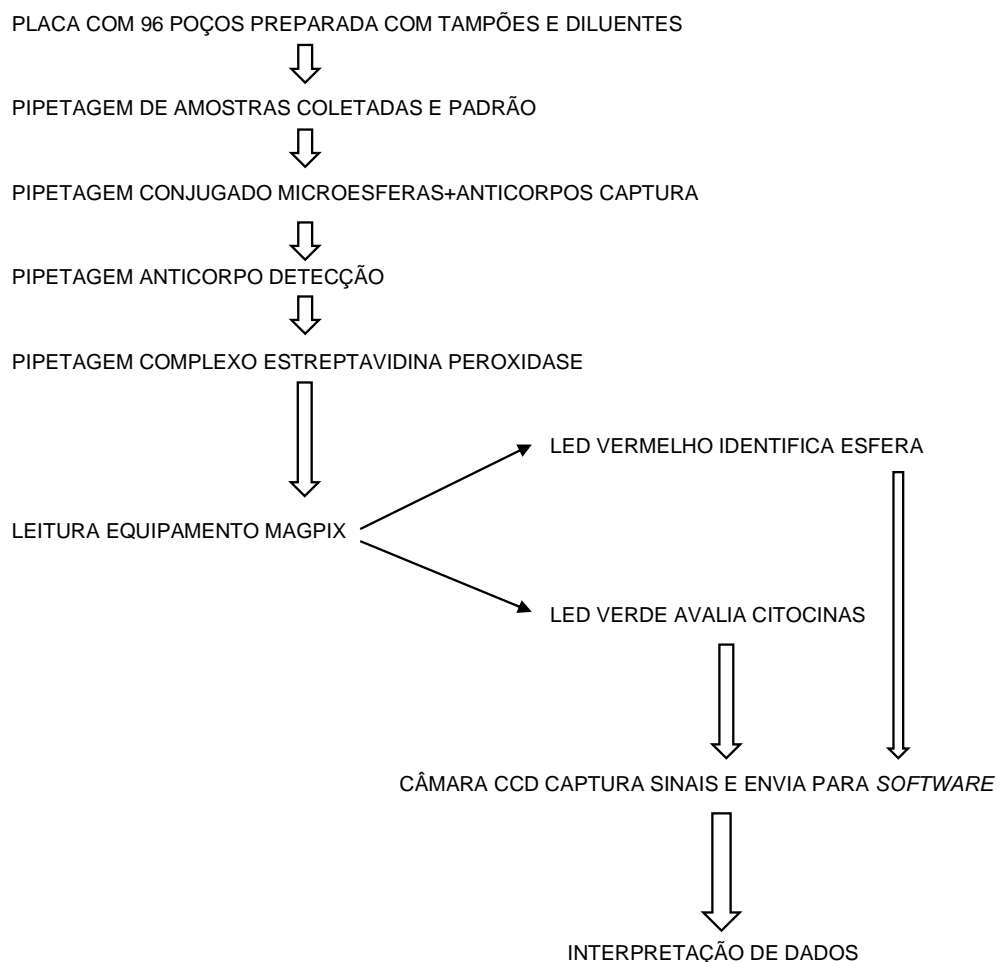 PLACA COM 96 POÇOS PREPARADA COM TAMPÕES E DILUENTES
PIPETAGEM DE AMOSTRAS COLETADAS E PADRÃO
PIPETAGEM CONJUGADO MICROESFERAS+ANTICORPOS CAPTURA
PIPETAGEM ANTICORPO DETECÇÃO
PIPETAGEM COMPLEXO ESTREPTAVIDINA PEROXIDASE
LED VERMELHO IDENTIFICA ESFERA
LEITURA EQUIPAMENTO MAGPIX
LED VERDE AVALIA CITOCINAS
CÂMARA CCD CAPTURA SINAIS E ENVIA PARA SOFTWARE
INTERPRETAÇÃO DE DADOS